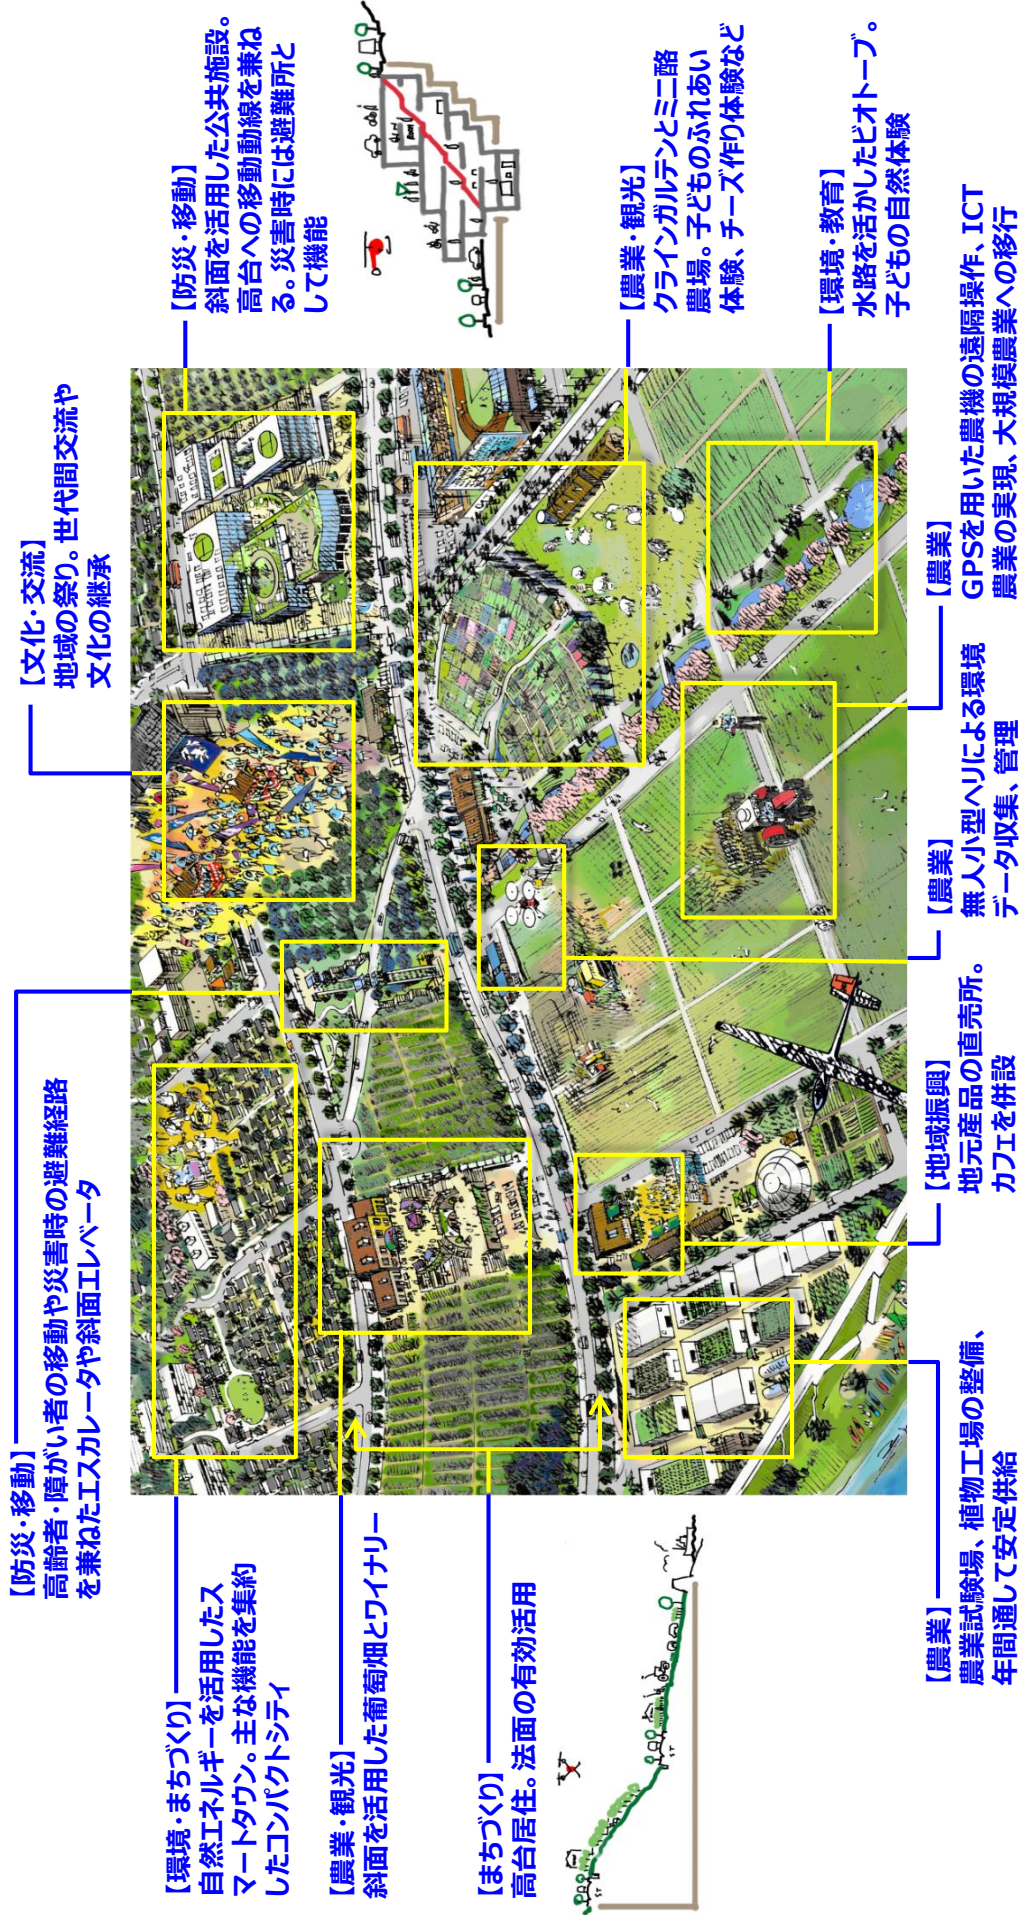 【防災・移動】
高齢者・障がい者の移動や災害時の避難経路
を兼ねたエスカレータや斜面エレベータ
【文化・交流】
地域の祭り。世代間交流や
文化の継承
【防災・移動】
斜面を活用した公共施設。
高台への移動動線を兼ね
る。災害時には避難所と
して機能
【環境・まちづくり】
自然エネルギーを活用したス
マートタウン。主な機能を集約
したコンパクトシティ
【農業・観光】
斜面を活用した葡萄畑とワイナリー
【まちづくり】
高台居住。法面の有効活用
【農業・観光】
クラインガルテンとミニ酪
農場。子どものふれあい
体験、チーズ作り体験など
【環境・教育】
水路を活かしたビオトープ。
子どもの自然体験
【農業】
農業試験場、植物工場の整備、
年間通して安定供給
【地域振興】
地元産品の直売所。
カフェを併設
【農業】
無人小型ヘリによる環境
データ収集、管理
【農業】
GPSを用いた農機の遠隔操作、ICT
農業の実現、大規模農業への移行